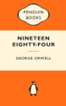 PENGUIN
BOOKS
NINETEEN
EIGHTY-FOUR
GEORGE ORWELL